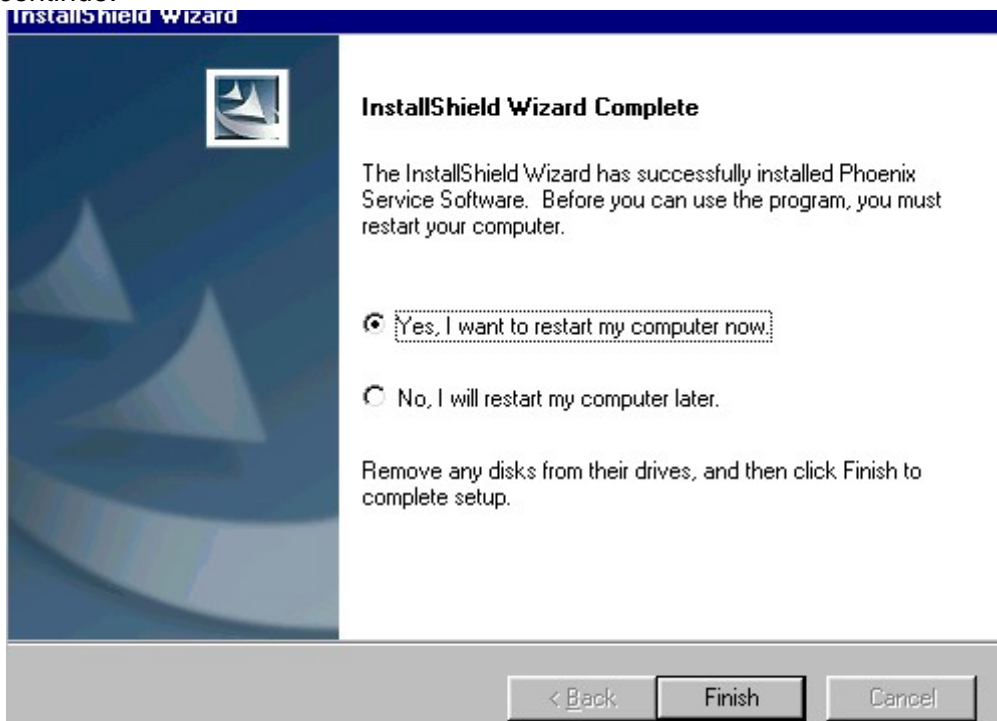 continue.
InstallShield Wizard
InstallShield Wizard Complete
The InstallShield Wizard has successfully installed Phoenix
Service Software.  Before you can use the program, you must
restart your computer.
Yes, I want to restart my computer now.
No, I will restart my computer later.
Remove any disks from their drives, and then click Finish to
complete setup.
< Back
Finish
Cancel